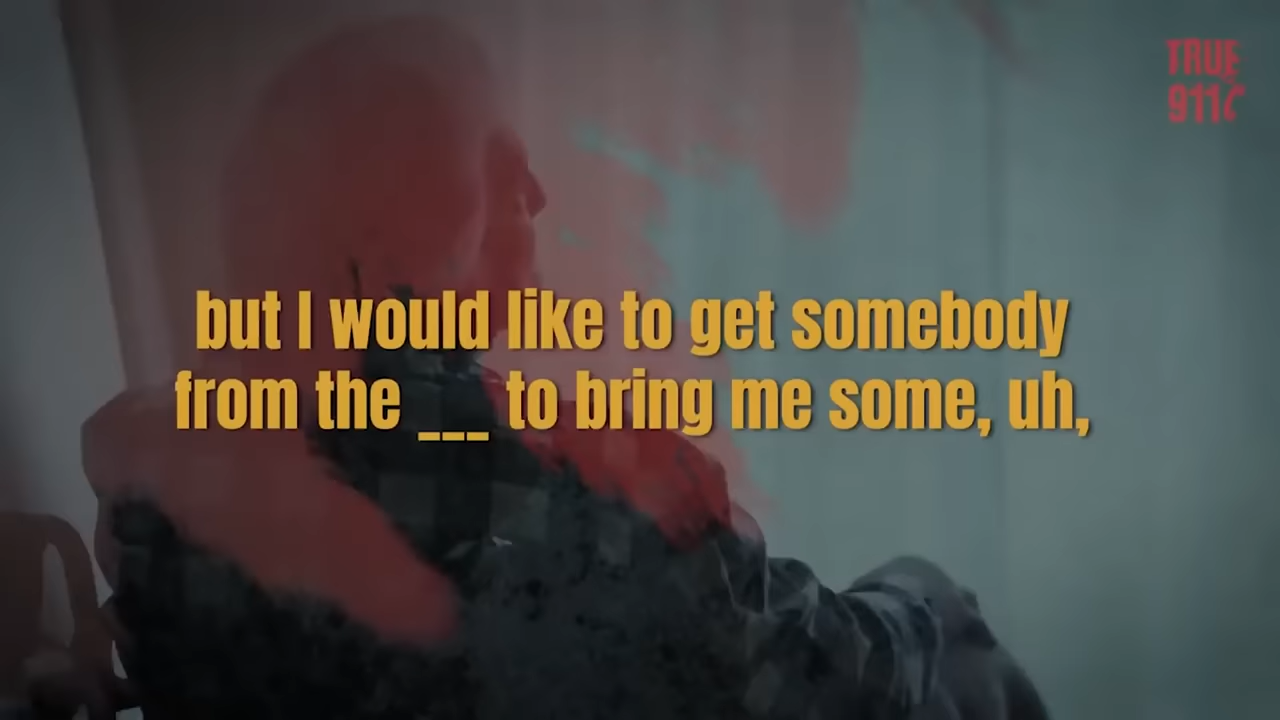 TRUE
911
but I would like to get somebody
from the ___ to bring me some, uh,